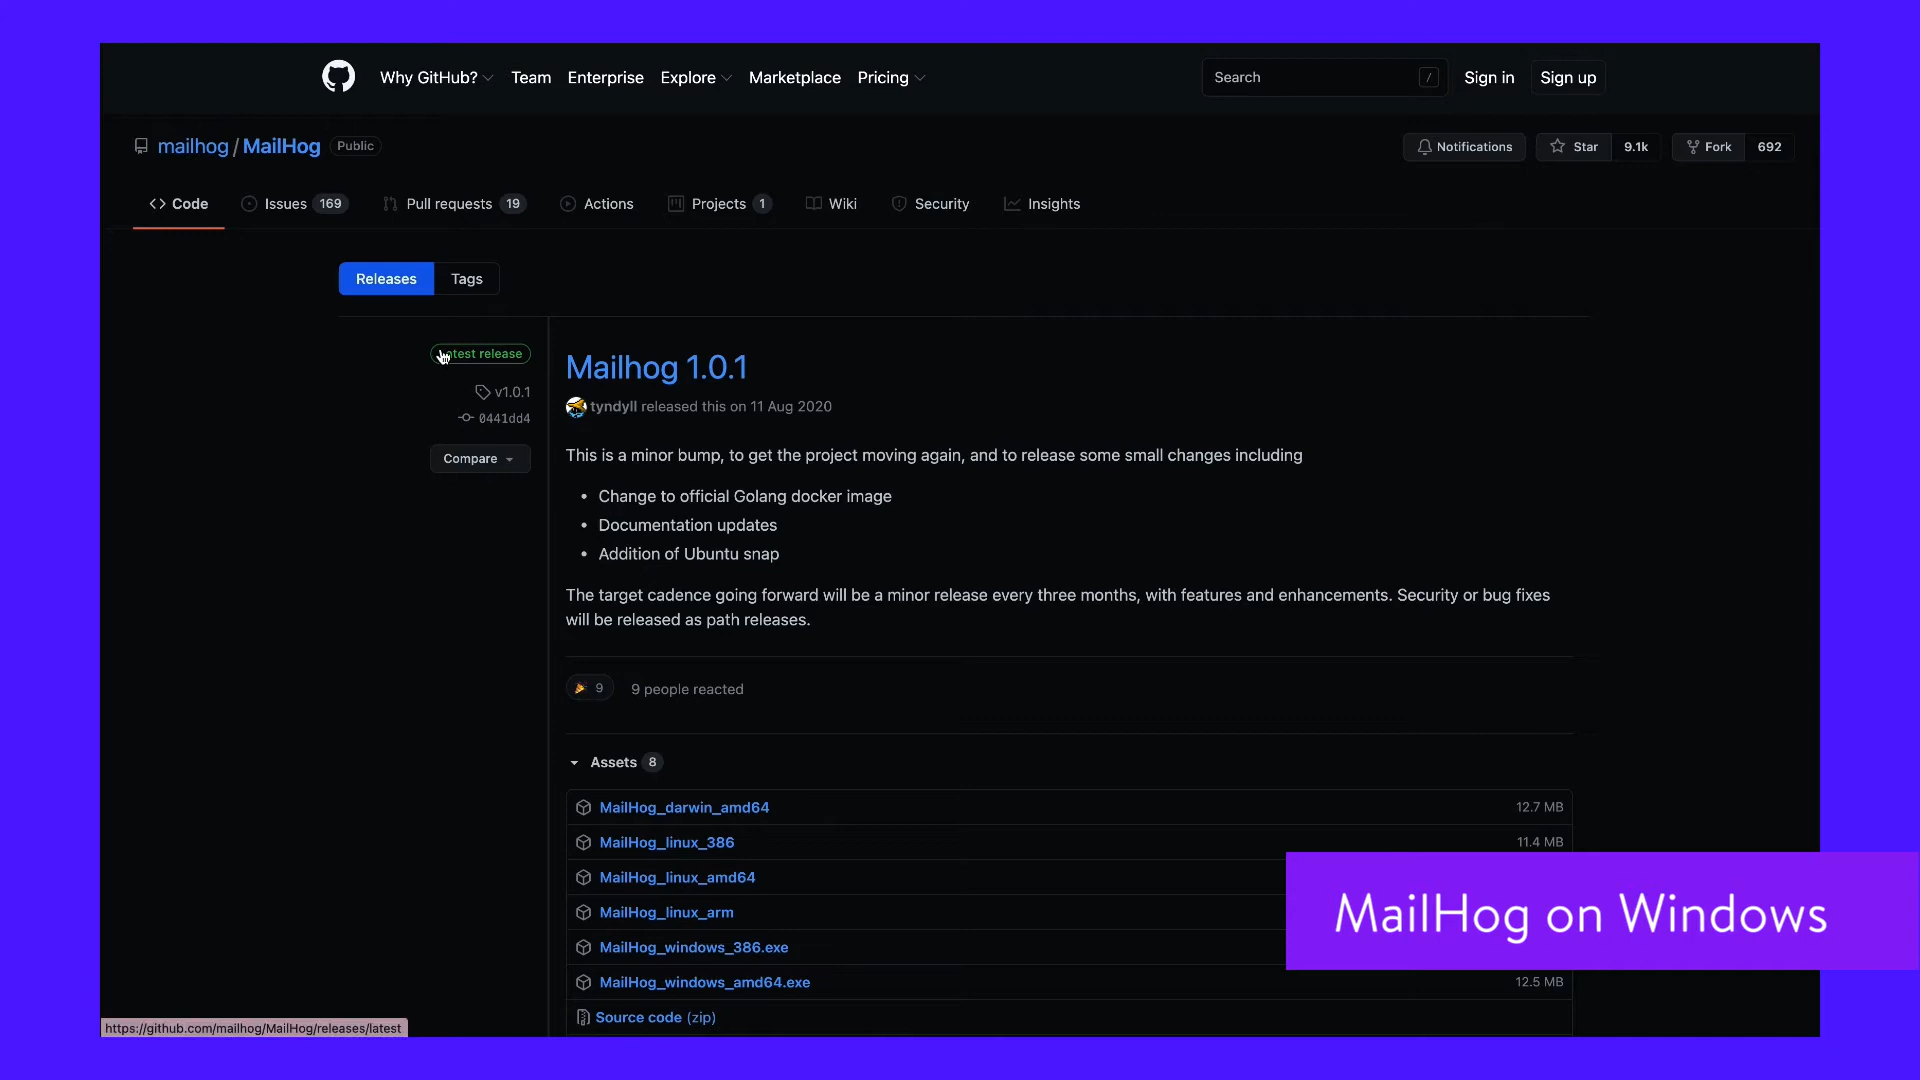 Why GitHub? Team Enterprise Explore Marketplace Pricing Search / Sign in Sign up
mailhog / MailHog Public Notifications Star 9.1k Fork 692
Code Issues 169 Pull requests 19 Actions Projects 1 Wiki Security Insights
Releases Tags
test release
v1.0.1
0441dd4
Compare
Mailhog 1.0.1
tyndyll released this on 11 Aug 2020
This is a minor bump, to get the project moving again, and to release some small changes including
• Change to official Golang docker image
• Documentation updates
• Addition of Ubuntu snap
The target cadence going forward will be a minor release every three months, with features and enhancements. Security or bug fixes
will be released as path releases.
9 9 people reacted
Assets 8
MailHog_darwin_amd64 12.7 MB
MailHog_linux_386 11.4 MB
MailHog_linux_amd64
MailHog_linux_arm
MailHog_windows_386.exe
MailHog_windows_amd64.exe 12.5 MB
Source code (zip)
MailHog on Windows
https://github.com/mailhog/MailHog/releases/latest